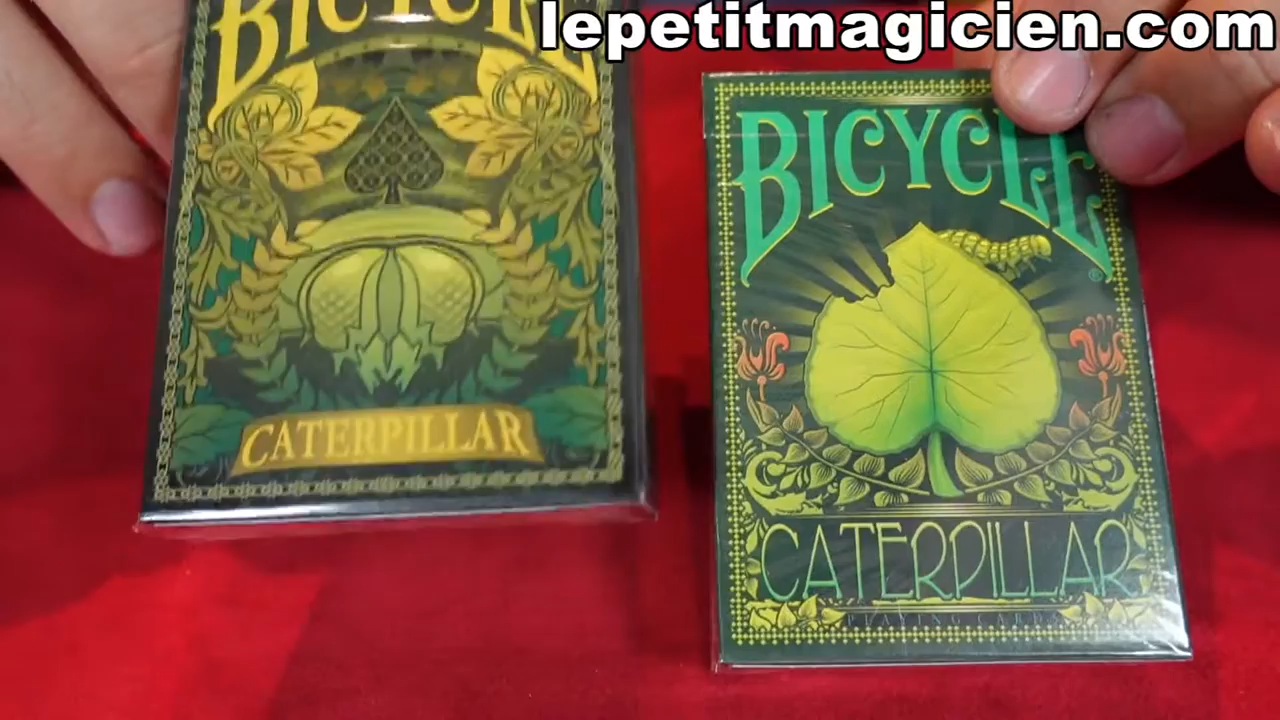 lepetitmagicien.com
BICYCLE
CATERPILLAR
BICYCLE
®
CATERPILLAR
PLAYING CARDS